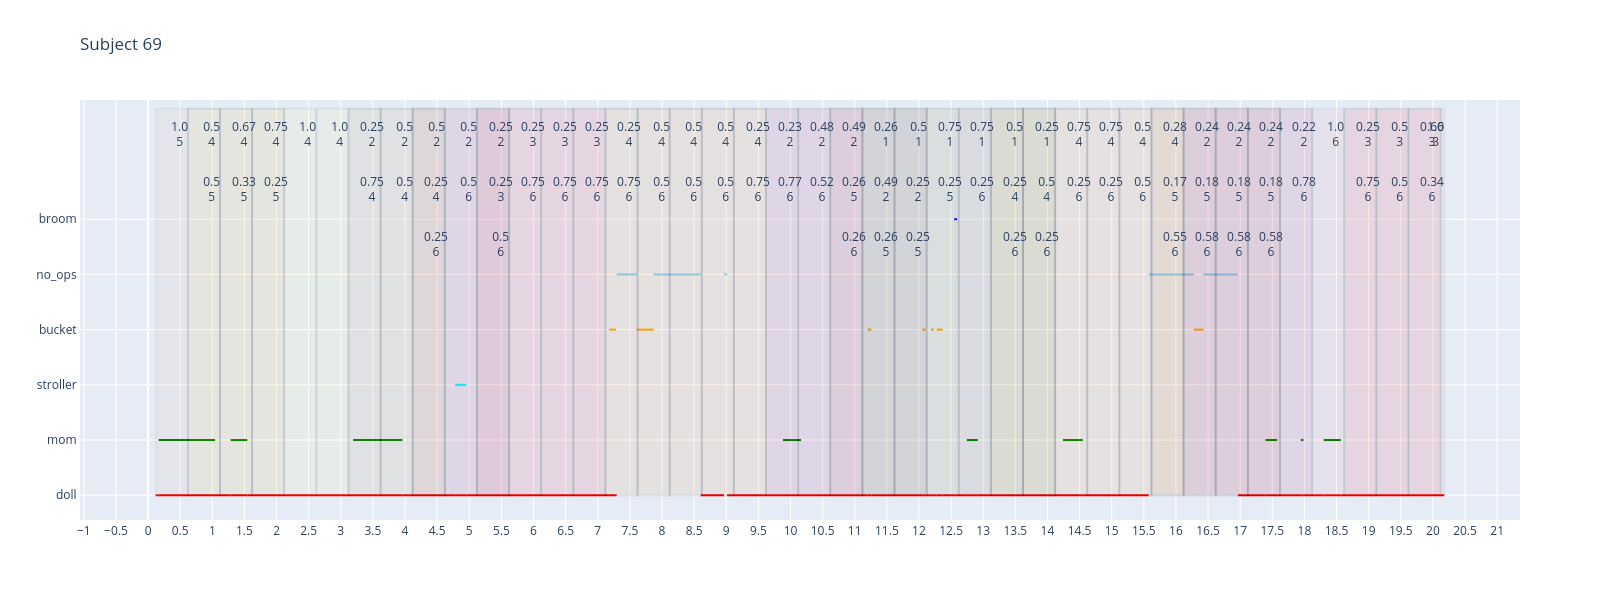 Subject 69
1.0 0.5 0.67 0.75 1.0 1.0 0.25 0.5 0.5 0.5 0.25 0.25 0.25 0.25 0.25 0.5 0.5 0.5 0.25 0.23 0.48 0.49 0.26 0.5 0.75 0.75 0.5 0.25 0.75 0.75 0.5 0.28 0.24 0.24 0.24 0.22 1.0 0.25 0.5
5 4 4 4 4 4 2 2 2 2 2 3 3 3 4 4 4 4 4 2 2 2 1 1 1 1 1 1 4 4 4 4 2 2 2 2 6 3 3
0.5 0.33 0.25 0.75 0.5 0.25 0.5 0.25 0.75 0.75 0.75 0.75 0.5 0.5 0.5 0.75 0.77 0.52 0.26 0.49 0.25 0.25 0.25 0.25 0.5 0.25 0.25 0.5 0.17 0.18 0.18 0.18 0.78 0.75 0.5 0.34
5 5 5 4 4 4 6 3 6 6 6 6 6 6 6 6 6 6 5 2 2 5 6 4 4 6 6 6 5 5 5 5 6 6 6 6
broom
0.25 0.5 0.26 0.26 0.25 0.25 0.25 0.55 0.58 0.58 0.58
6 6 6 5 5 6 6 6 6 6 6
no_ops
bucket
stroller
mom
doll
−1 −0.5 0 0.5 1 1.5 2 2.5 3 3.5 4 4.5 5 5.5 6 6.5 7 7.5 8 8.5 9 9.5 10 10.5 11 11.5 12 12.5 13 13.5 14 14.5 15 15.5 16 16.5 17 17.5 18 18.5 19 19.5 20 20.5 21